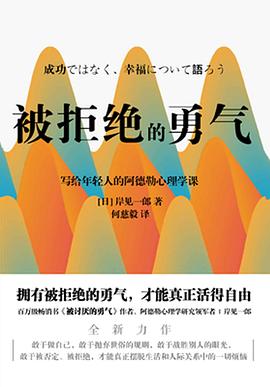 成功ではなく、幸福について語ろう
被拒绝的勇气
写给年轻人的阿德勒心理学课
[日] 岸见一郎 著
何慈毅 译
拥有被拒绝的勇气，才能真正活得自由
百万级畅销书《被讨厌的勇气》作者、阿德勒心理学研究领军者：岸见一郎
全新力作
敢于做自己，敢于抛弃世俗的规则，敢于战胜别人的眼光，
敢于被否定、被拒绝，才能真正摆脱生活和人际关系中的一切烦恼